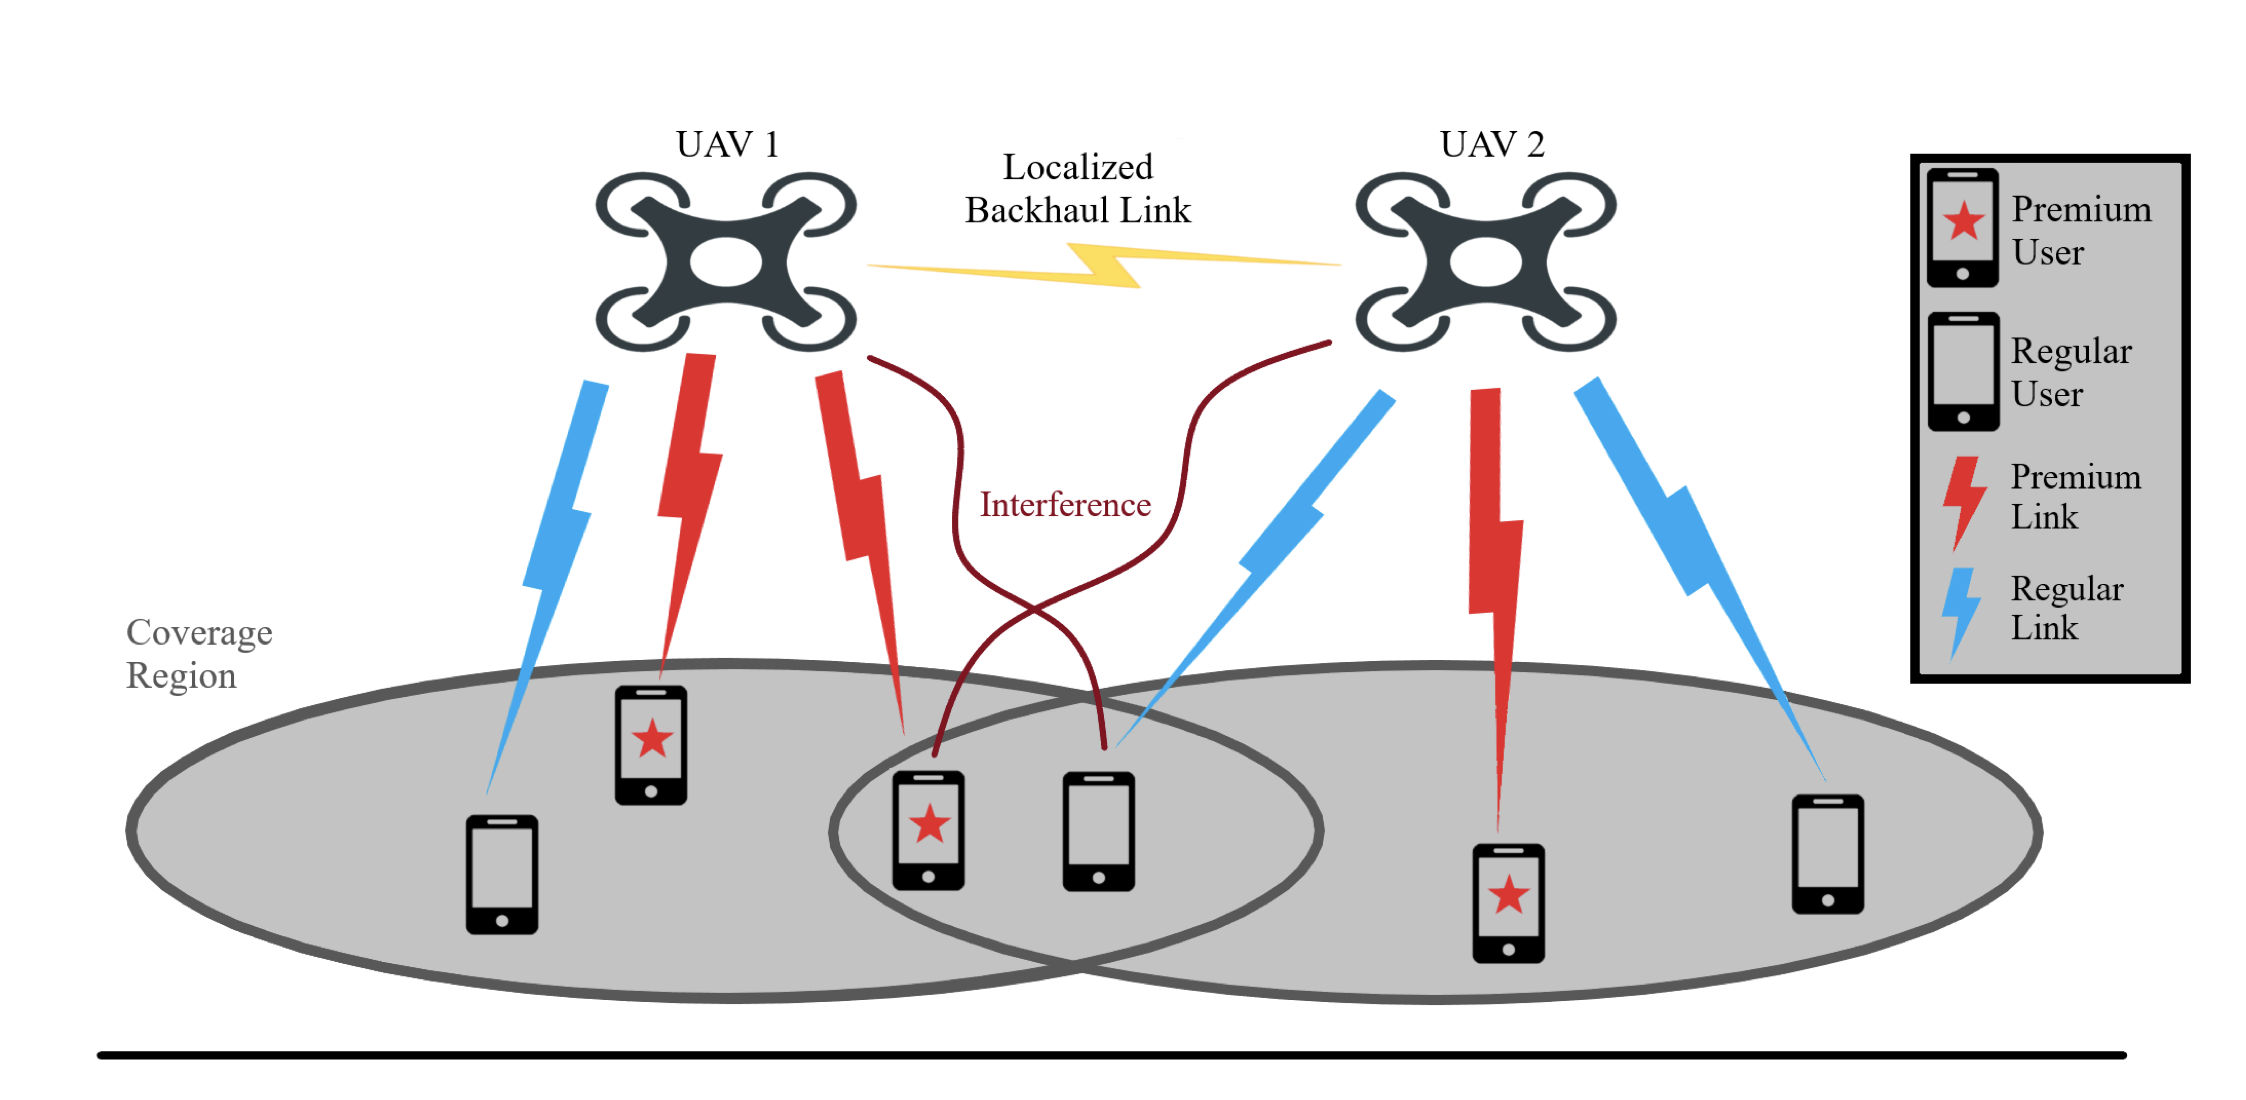 UAV 1
UAV 2
Localized
Backhaul Link
Interference
Coverage
Region
Premium
User
Regular
User
Premium
Link
Regular
Link